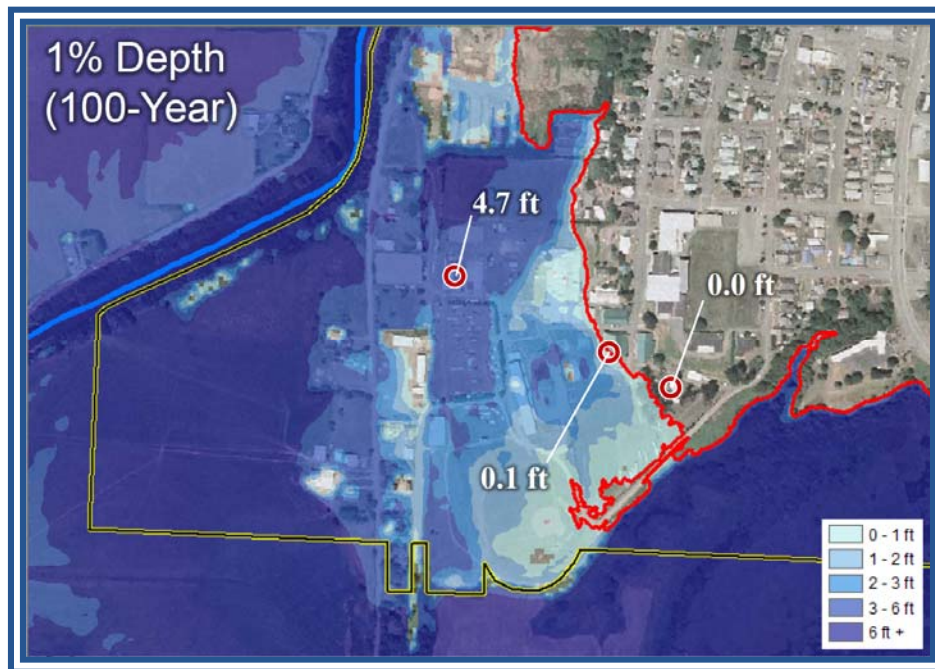 1% Depth
(100-Year)
4.7 ft
0.0 ft
0.1 ft
0 - 1 ft
1 - 2 ft
2 - 3 ft
3 - 6 ft
6 ft +